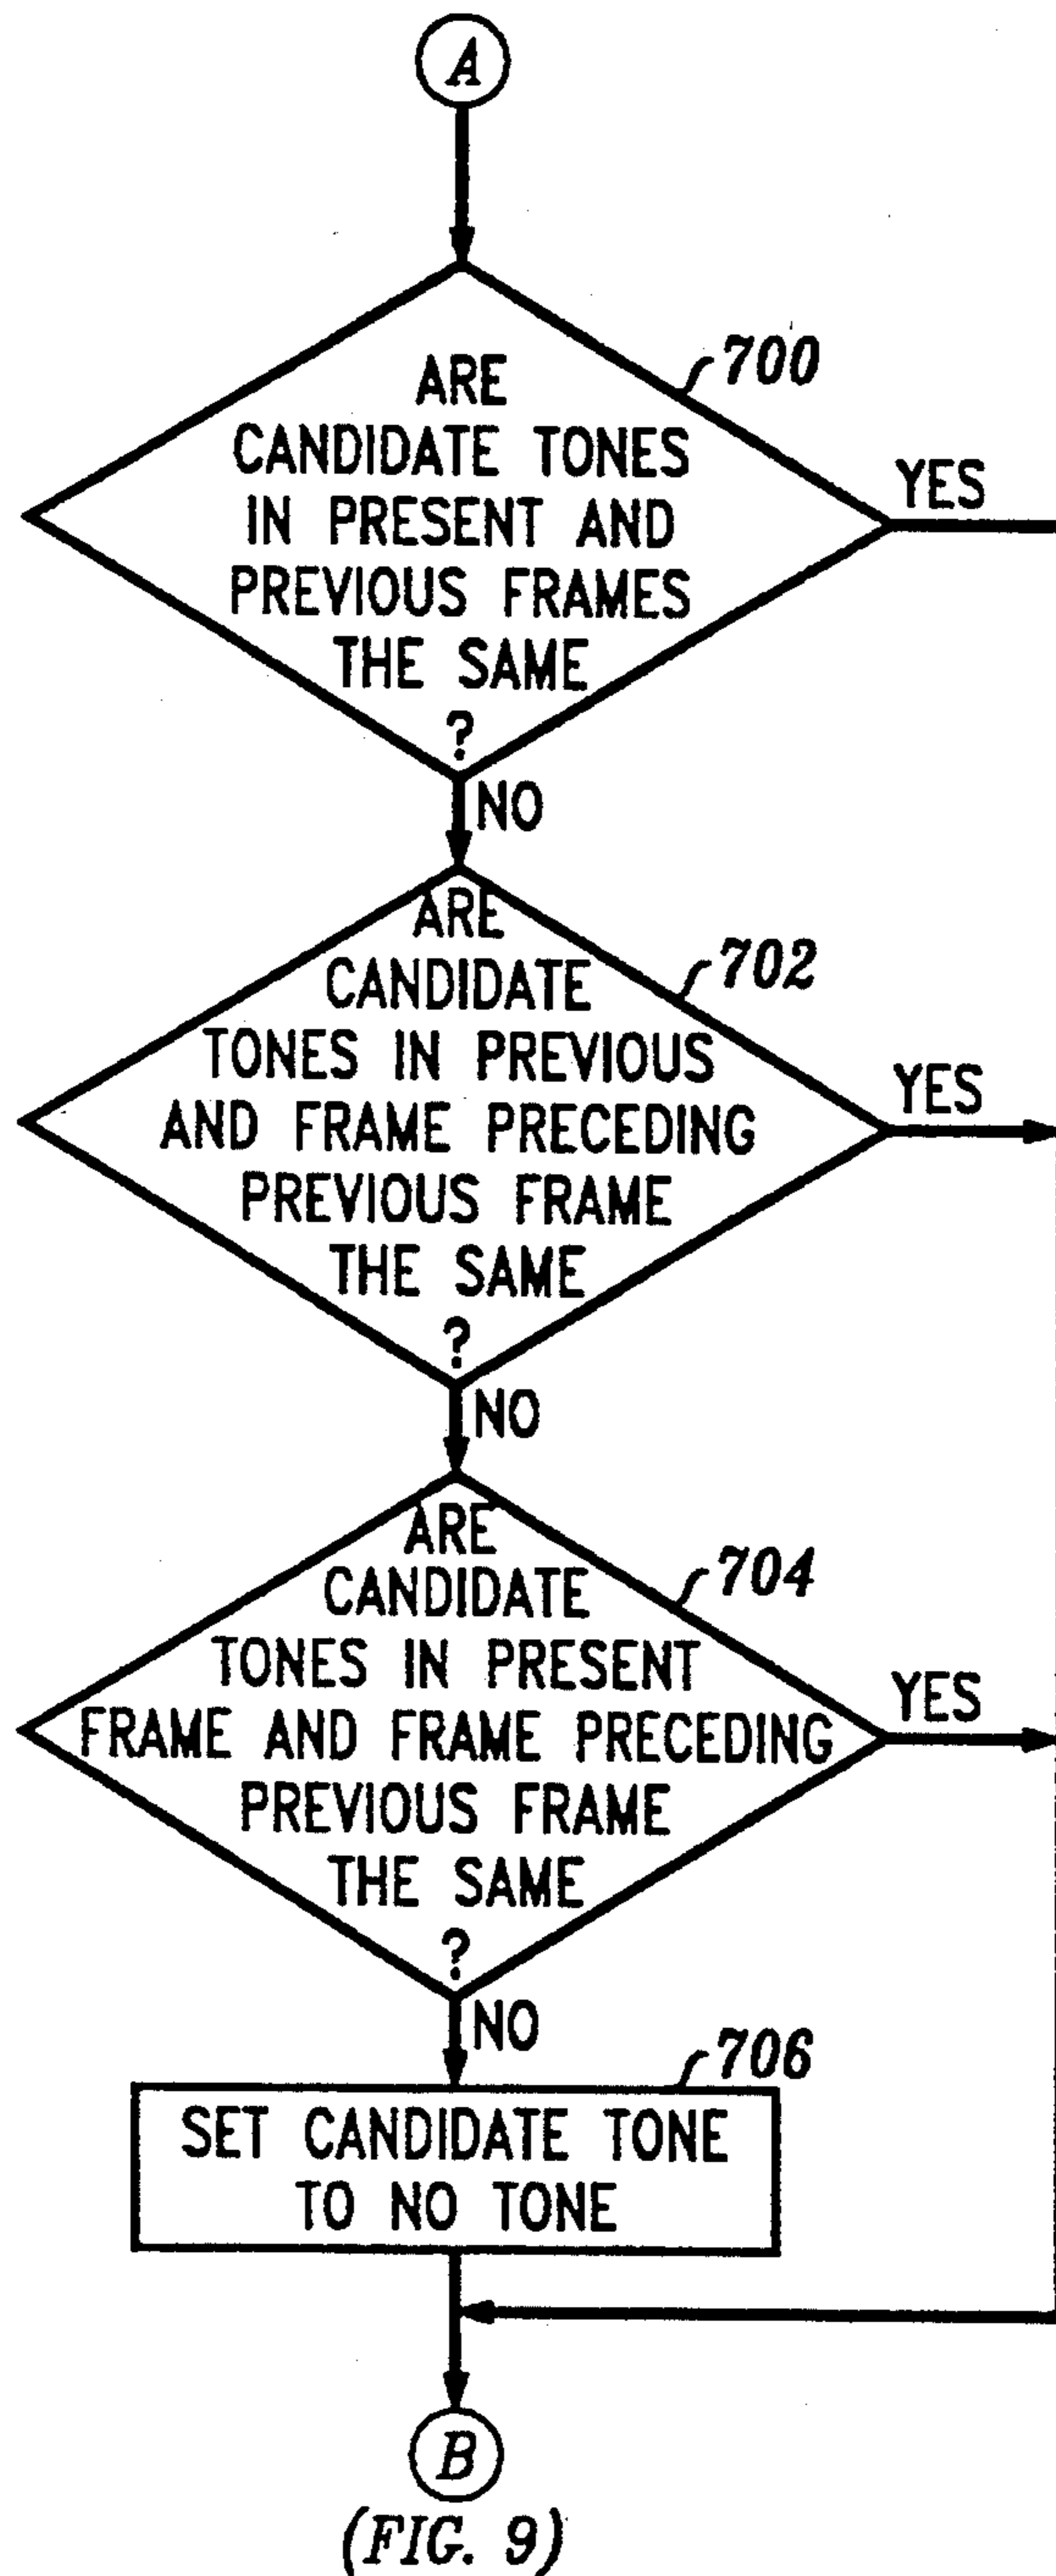 A
700
ARE
CANDIDATE TONES
IN PRESENT AND
PREVIOUS FRAMES
THE SAME
?
YES
NO
702
ARE
CANDIDATE
TONES IN PREVIOUS
AND FRAME PRECEDING
PREVIOUS FRAME
THE SAME
?
YES
NO
704
ARE
CANDIDATE
TONES IN PRESENT
FRAME AND FRAME PRECEDING
PREVIOUS FRAME
THE SAME
?
YES
NO
706
SET CANDIDATE TONE
TO NO TONE
B
(FIG. 9)